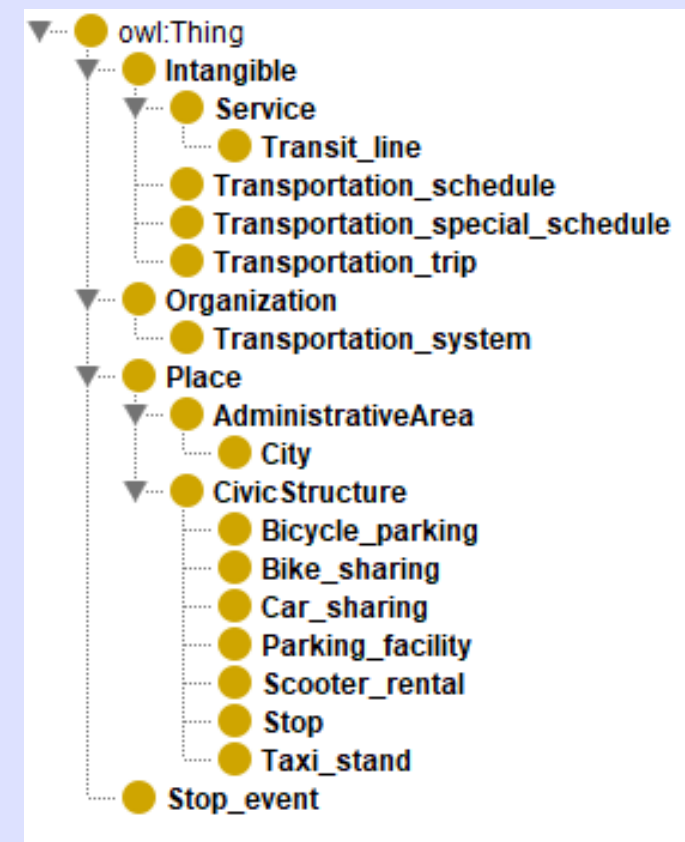 owl:Thing
Intangible
Service
Transit_line
Transportation_schedule
Transportation_special_schedule
Transportation_trip
Organization
Transportation_system
Place
AdministrativeArea
City
CivicStructure
Bicycle_parking
Bike_sharing
Car_sharing
Parking_facility
Scooter_rental
Stop
Taxi_stand
Stop_event